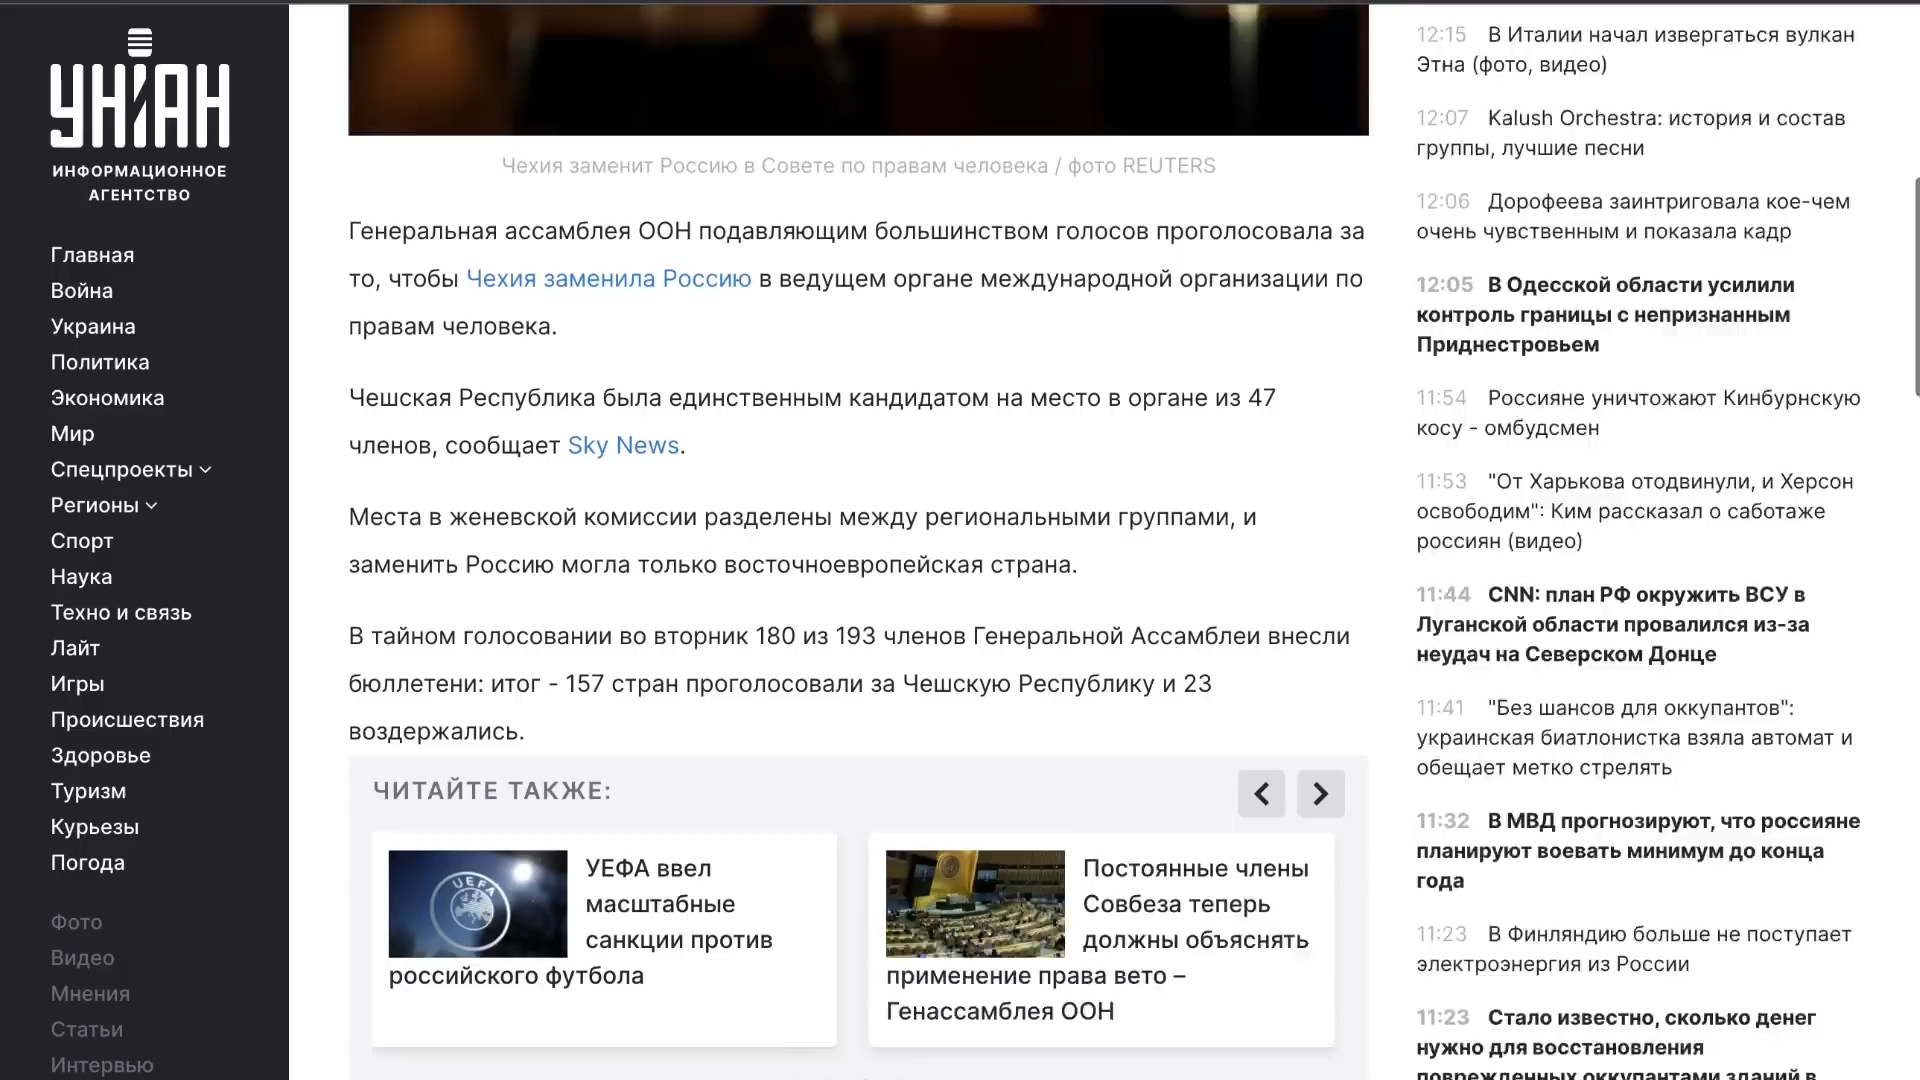 УНІАН
ИНФОРМАЦИОННОЕ
АГЕНТСТВО
Главная
Война
Украина
Политика
Экономика
Мир
Спецпроекты
Регионы
Спорт
Наука
Техно и связь
Лайт
Игры
Происшествия
Здоровье
Туризм
Курьезы
Погода
Фото
Видео
Мнения
Статьи
Интервью
Чехия заменит Россию в Совете по правам человека / фото REUTERS
Генеральная ассамблея ООН подавляющим большинством голосов проголосовала за
то, чтобы Чехия заменила Россию в ведущем органе международной организации по
правам человека.
Чешская Республика была единственным кандидатом на место в органе из 47
членов, сообщает Sky News.
Места в женевской комиссии разделены между региональными группами, и
заменить Россию могла только восточноевропейская страна.
В тайном голосовании во вторник 180 из 193 членов Генеральной Ассамблеи внесли
бюллетени: итог - 157 стран проголосовали за Чешскую Республику и 23
воздержались.
ЧИТАЙТЕ ТАКЖЕ:
UEFA
УЕФА ввел
масштабные
санкции против
российского футбола
Постоянные члены
Совбеза теперь
должны объяснять
применение права вето –
Генассамблея ООН
12:15 В Италии начал извергаться вулкан
Этна (фото, видео)
12:07 Kalush Orchestra: история и состав
группы, лучшие песни
12:06 Дорофеева заинтриговала кое-чем
очень чувственным и показала кадр
12:05 В Одесской области усилили
контроль границы с непризнанным
Приднестровьем
11:54 Россияне уничтожают Кинбурнскую
косу - омбудсмен
11:53 "От Харькова отодвинули, и Херсон
освободим": Ким рассказал о саботаже
россиян (видео)
11:44 CNN: план РФ окружить ВСУ в
Луганской области провалился из-за
неудач на Северском Донце
11:41 "Без шансов для оккупантов":
украинская биатлонистка взяла автомат и
обещает метко стрелять
11:32 В МВД прогнозируют, что россияне
планируют воевать минимум до конца
года
11:23 В Финляндию больше не поступает
электроэнергия из России
11:23 Стало известно, сколько денег
нужно для восстановления
поврежденных оккупантами зданий в